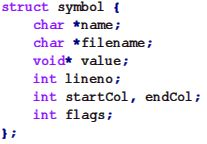 struct symbol {
    char *name;
    char *filename;
    void* value;
    int lineno;
    int startCol, endCol;
    int flags;
};